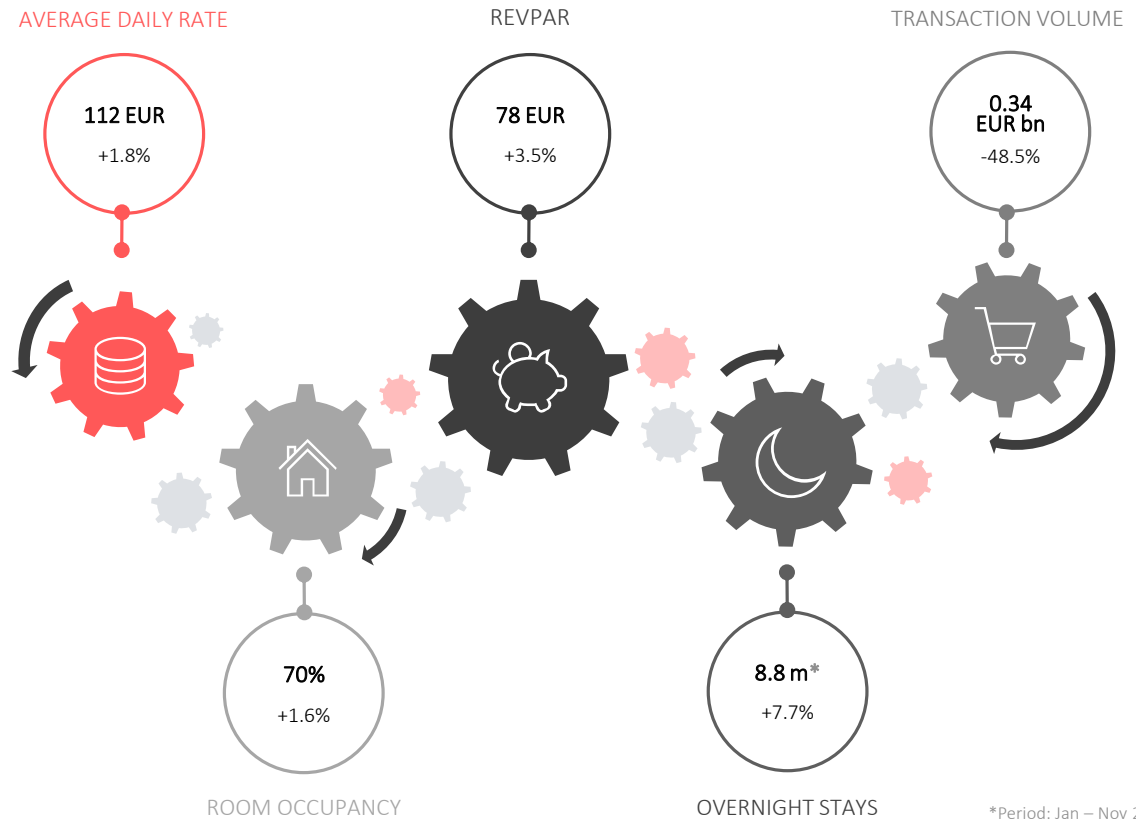 AVERAGE DAILY RATE
112 EUR
+1.8%
REVPAR
78 EUR
+3.5%
TRANSACTION VOLUME
0.34
EUR bn
-48.5%
70%
+1.6%
ROOM OCCUPANCY
8.8 m*
+7.7%
OVERNIGHT STAYS
*Period: Jan – Nov